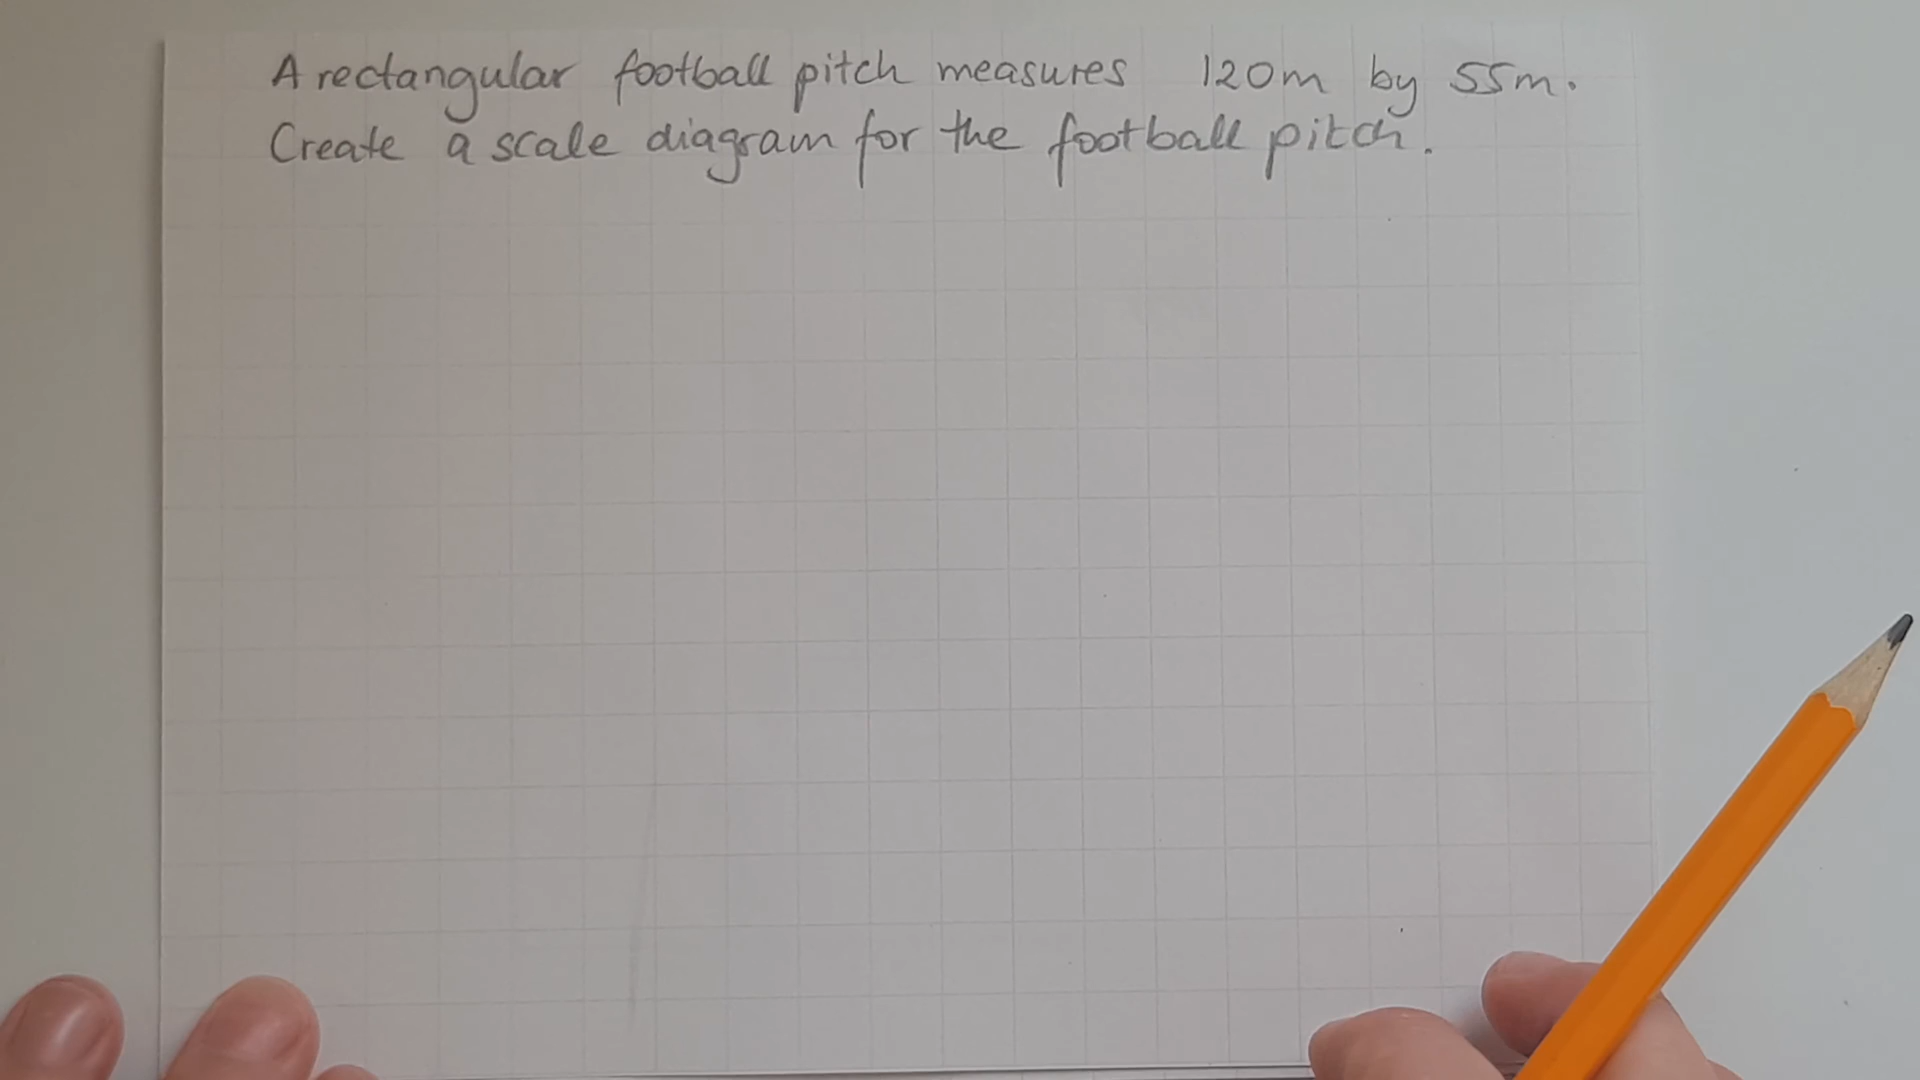 A rectangular football pitch measures 120m by 55m.
Create a scale diagram for the football pitch.